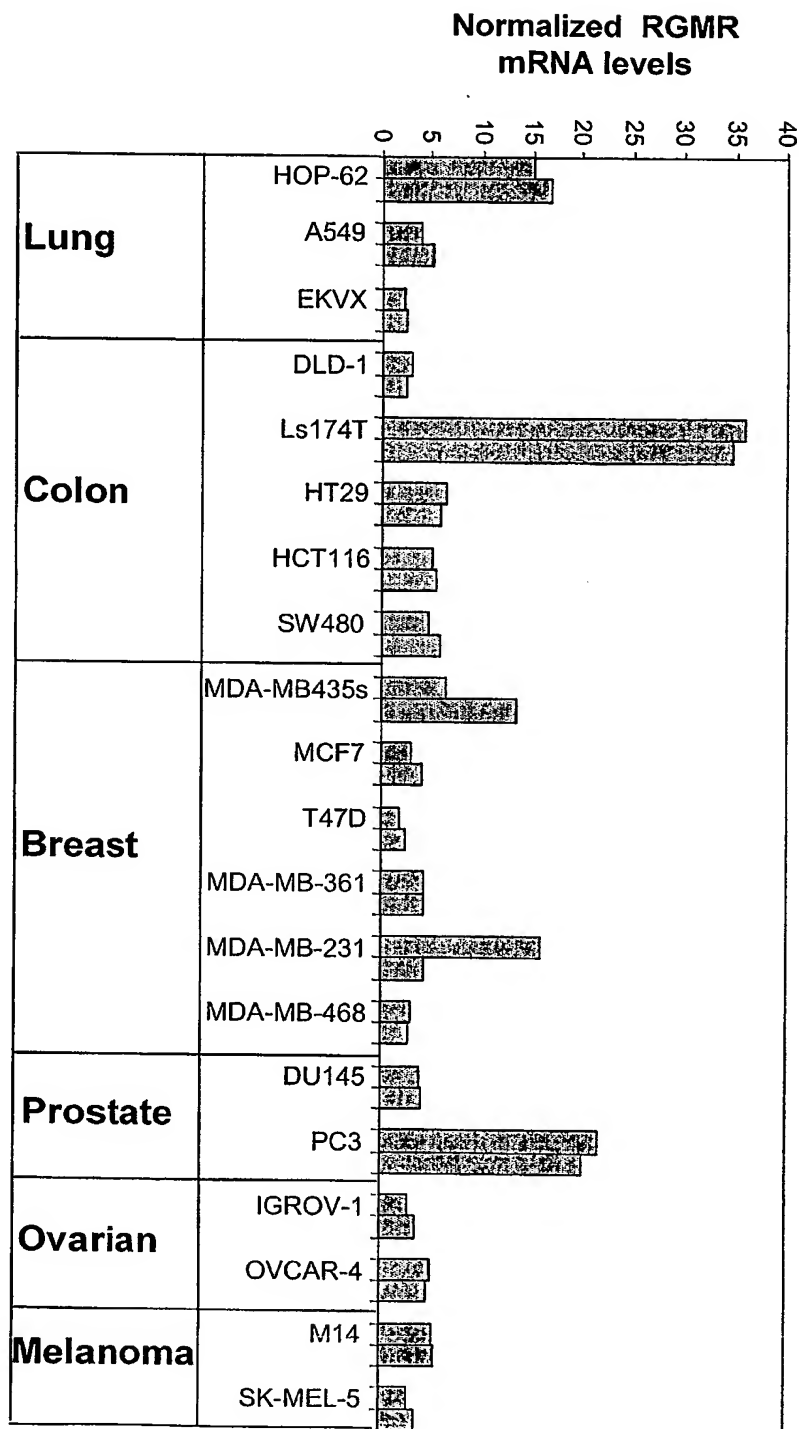 Normalized RGMR
mRNA levels
0 5 10 15 20 25 30 35 40
Lung
HOP-62
A549
EKVX
Colon
DLD-1
Ls174T
HT29
HCT116
SW480
Breast
MDA-MB435s
MCF7
T47D
MDA-MB-361
MDA-MB-231
MDA-MB-468
Prostate
DU145
PC3
Ovarian
IGROV-1
OVCAR-4
Melanoma
M14
SK-MEL-5